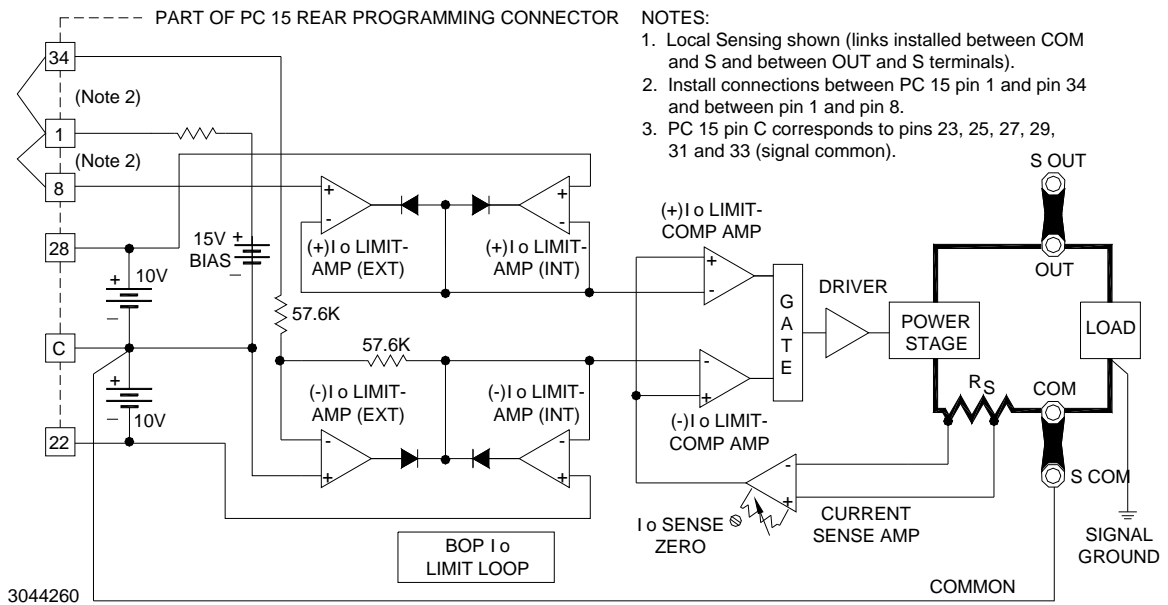 PART OF PC 15 REAR PROGRAMMING CONNECTOR
NOTES:
1. Local Sensing shown (links installed between COM
and S and between OUT and S terminals).
2. Install connections between PC 15 pin 1 and pin 34
and between pin 1 and pin 8.
3. PC 15 pin C corresponds to pins 23, 25, 27, 29,
31 and 33 (signal common).
34
(Note 2)
1
(Note 2)
8
28
C
22
+
10V
–
+
–
10V
15V
BIAS
+
–
+
-
(+)I o LIMIT-
AMP (EXT)
+
-
(+)I o LIMIT-
AMP (INT)
57.6K
57.6K
(-)I o LIMIT-
AMP (EXT)
-
+
(-)I o LIMIT-
AMP (INT)
-
+
(+)I o LIMIT-
COMP AMP
+
-
-
+
(-)I o LIMIT-
COMP AMP
G
A
T
E
DRIVER
POWER
STAGE
S OUT
OUT
LOAD
RS
COM
S COM
-
+
I o SENSE
ZERO
CURRENT
SENSE AMP
SIGNAL
GROUND
BOP I o
LIMIT LOOP
COMMON
3044260